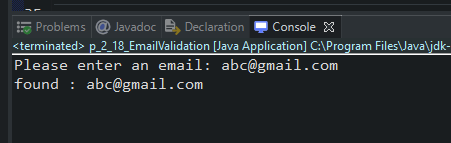 Problems Javadoc Declaration Console
<terminated> p_2_18_EmailValidation [Java Application] C:\Program Files\Java\jdk-
Please enter an email: abc@gmail.com
found : abc@gmail.com